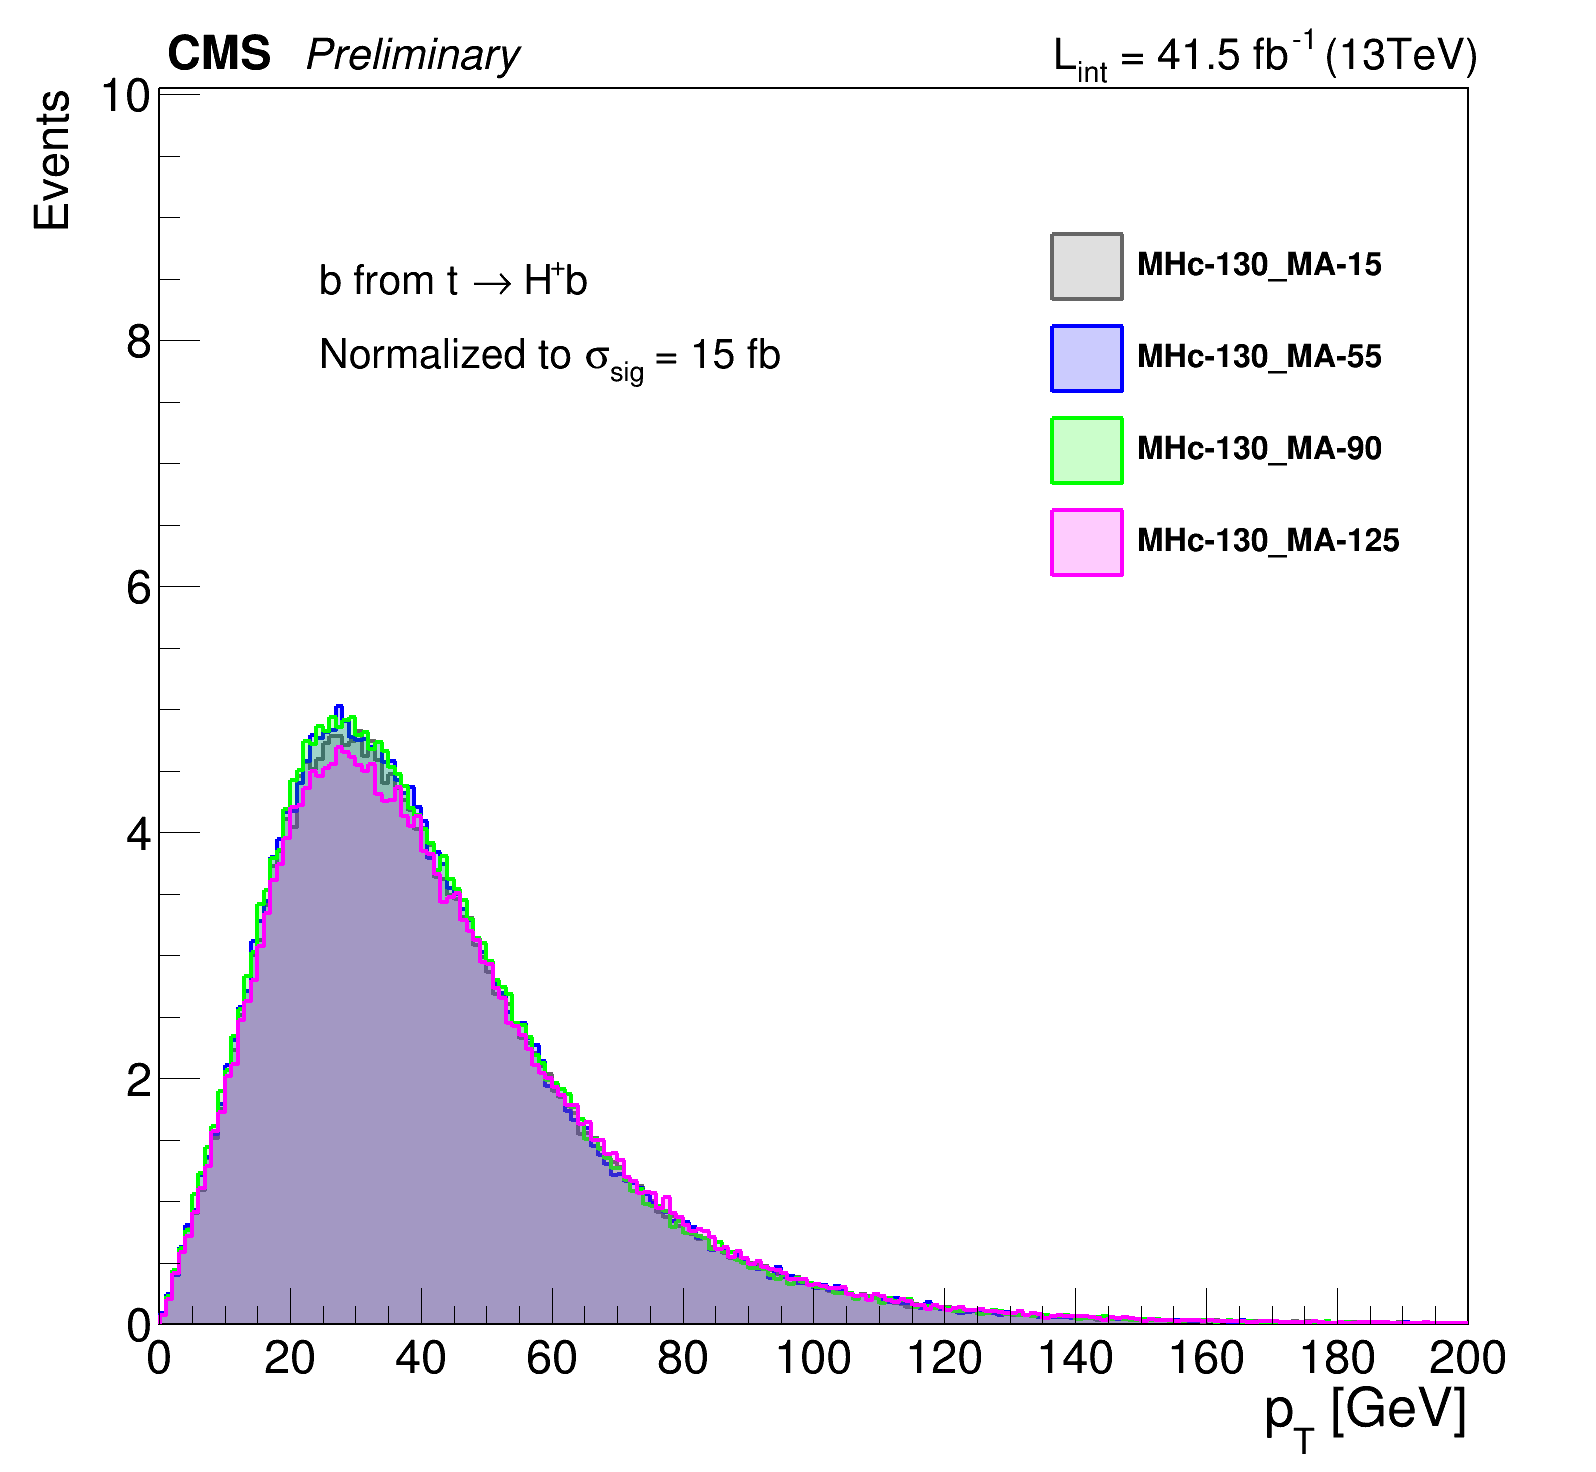 CMS Preliminary L_int = 41.5 fb^-1 (13TeV)
Events
10
8
6
4
2
0
b from t → H⁺b
Normalized to σ_sig = 15 fb
MHc-130_MA-15
MHc-130_MA-55
MHc-130_MA-90
MHc-130_MA-125
0 20 40 60 80 100 120 140 160 180 200
p_T [GeV]